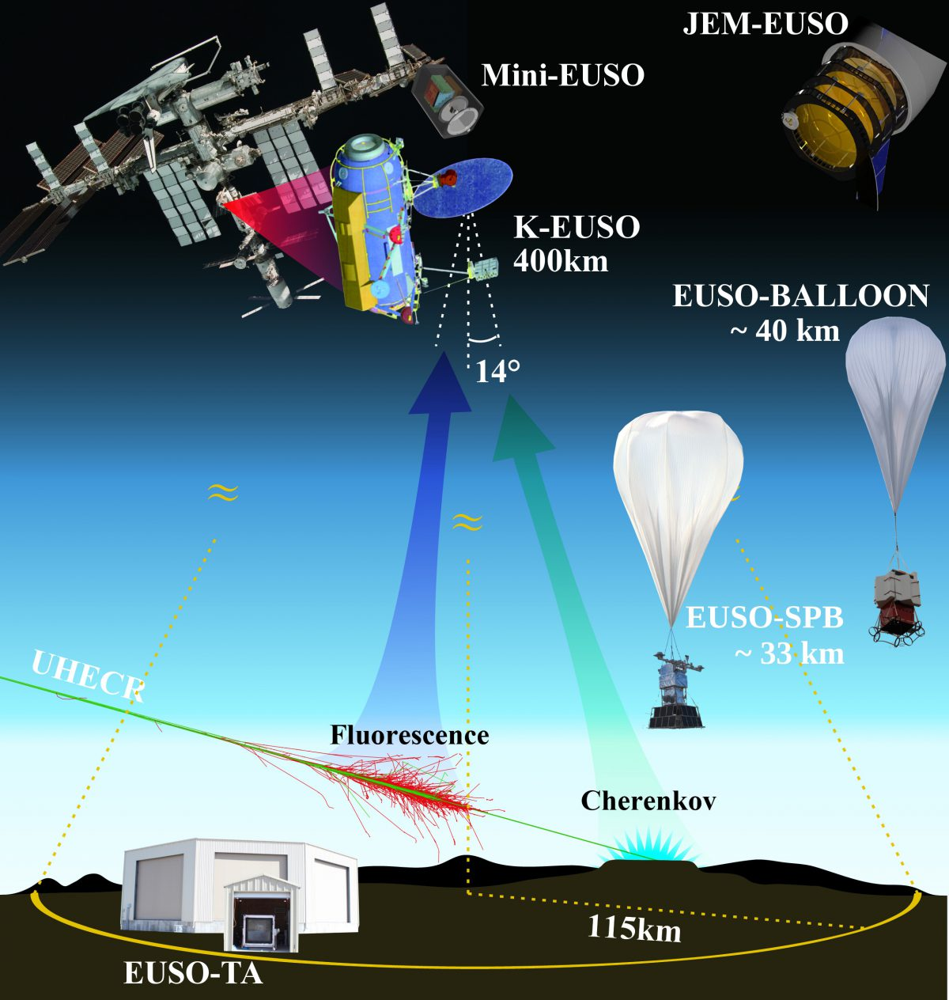 JEM-EUSO
Mini-EUSO
K-EUSO
400km
EUSO-BALLOON
~ 40 km
14°
≈
≈
EUSO-SPB
~ 33 km
UHECR
Fluorescence
Cherenkov
115km
EUSO-TA